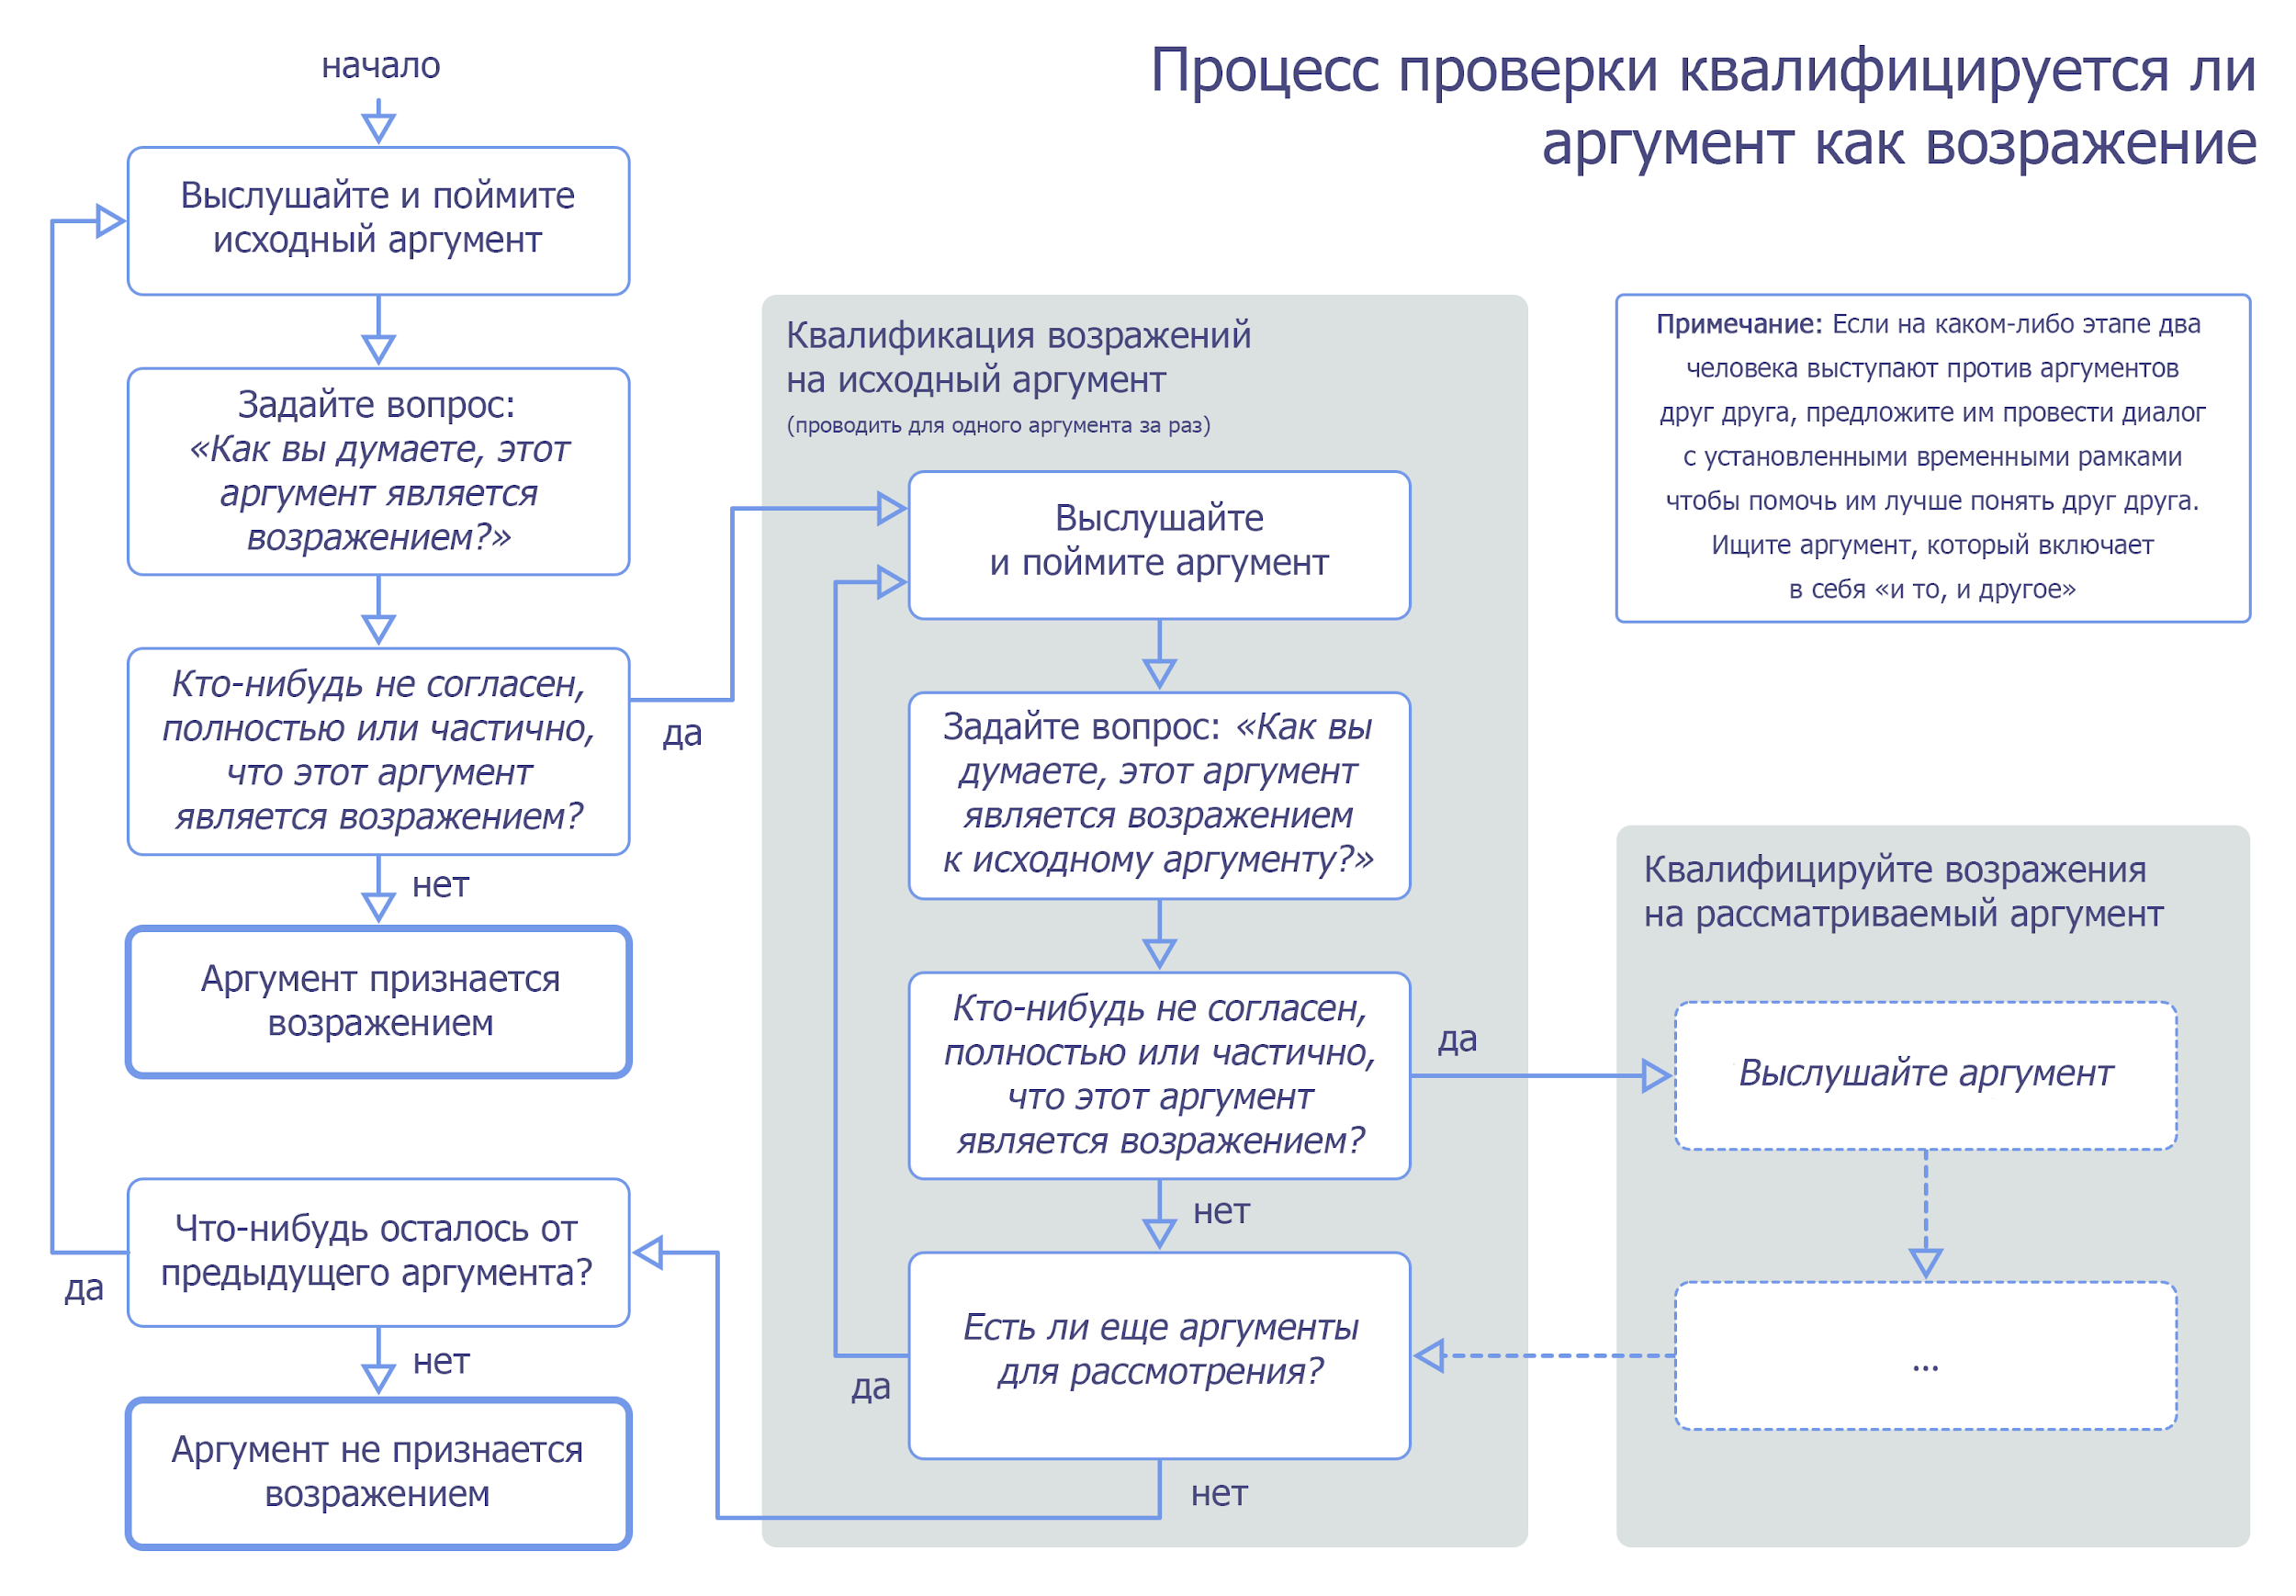 Процесс проверки квалифицируется ли
аргумент как возражение
начало
Выслушайте и поймите
исходный аргумент
Задайте вопрос:
«Как вы думаете, этот
аргумент является
возражением?»
Кто-нибудь не согласен,
полностью или частично,
что этот аргумент
является возражением?
да
нет
Аргумент признается
возражением
Что-нибудь осталось от
предыдущего аргумента?
да
нет
Аргумент не признается
возражением
Квалификация возражений
на исходный аргумент
(проводить для одного аргумента за раз)
Выслушайте
и поймите аргумент
Задайте вопрос: «Как вы
думаете, этот аргумент
является возражением
к исходному аргументу?»
Кто-нибудь не согласен,
полностью или частично,
что этот аргумент
является возражением?
да
нет
Есть ли еще аргументы
для рассмотрения?
да
нет
Примечание: Если на каком-либо этапе два
человека выступают против аргументов
друг друга, предложите им провести диалог
с установленными временными рамками
чтобы помочь им лучше понять друг друга.
Ищите аргумент, который включает
в себя «и то, и другое»
Квалифицируйте возражения
на рассматриваемый аргумент
Выслушайте аргумент
...